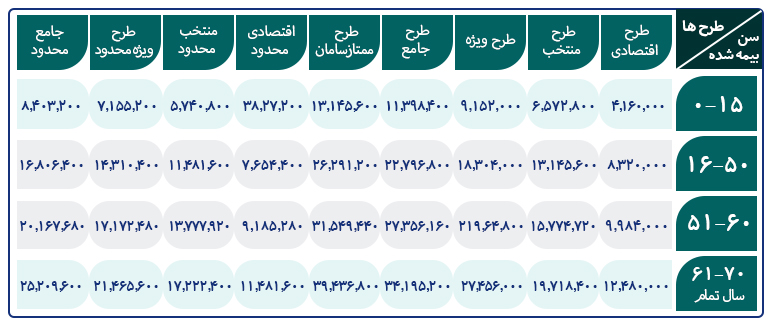 طرح ها
سن
بیمه شده
طرح
اقتصادی
طرح
منتخب
طرح ویژه
طرح
جامع
طرح
ممتازسامان
اقتصادی
محدود
منتخب
محدود
طرح
ویژه محدود
جامع
محدود
۰–۱۵ ۴,۱۶۰,۰۰۰ ۶,۵۷۲,۸۰۰ ۹,۱۵۲,۰۰۰ ۱۱,۳۹۸,۴۰۰ ۱۳,۱۴۵,۶۰۰ ۳۸,۲۷,۲۰۰ ۵,۷۴۰,۸۰۰ ۷,۱۵۵,۲۰۰ ۸,۴۰۳,۲۰۰
۱۶–۵۰ ۸,۳۲۰,۰۰۰ ۱۳,۱۴۵,۶۰۰ ۱۸,۳۰۴,۰۰۰ ۲۲,۷۹۶,۸۰۰ ۲۶,۲۹۱,۲۰۰ ۷,۶۵۴,۴۰۰ ۱۱,۴۸۱,۶۰۰ ۱۴,۳۱۰,۴۰۰ ۱۶,۸۰۶,۴۰۰
۵۱–۶۰ ۹,۹۸۴,۰۰۰ ۱۵,۷۷۴,۷۲۰ ۲۱۹,۶۴,۸۰۰ ۲۷,۳۵۶,۱۶۰ ۳۱,۵۴۹,۴۴۰ ۹,۱۸۵,۲۸۰ ۱۳,۷۷۷,۹۲۰ ۱۷,۱۷۲,۴۸۰ ۲۰,۱۶۷,۶۸۰
۶۱–۷۰
سال تمام
۱۲,۴۸۰,۰۰۰ ۱۹,۷۱۸,۴۰۰ ۲۷,۴۵۶,۰۰۰ ۳۴,۱۹۵,۲۰۰ ۳۹,۴۳۶,۸۰۰ ۱۱,۴۸۱,۶۰۰ ۱۷,۲۲۲,۴۰۰ ۲۱,۴۶۵,۶۰۰ ۲۵,۲۰۹,۶۰۰